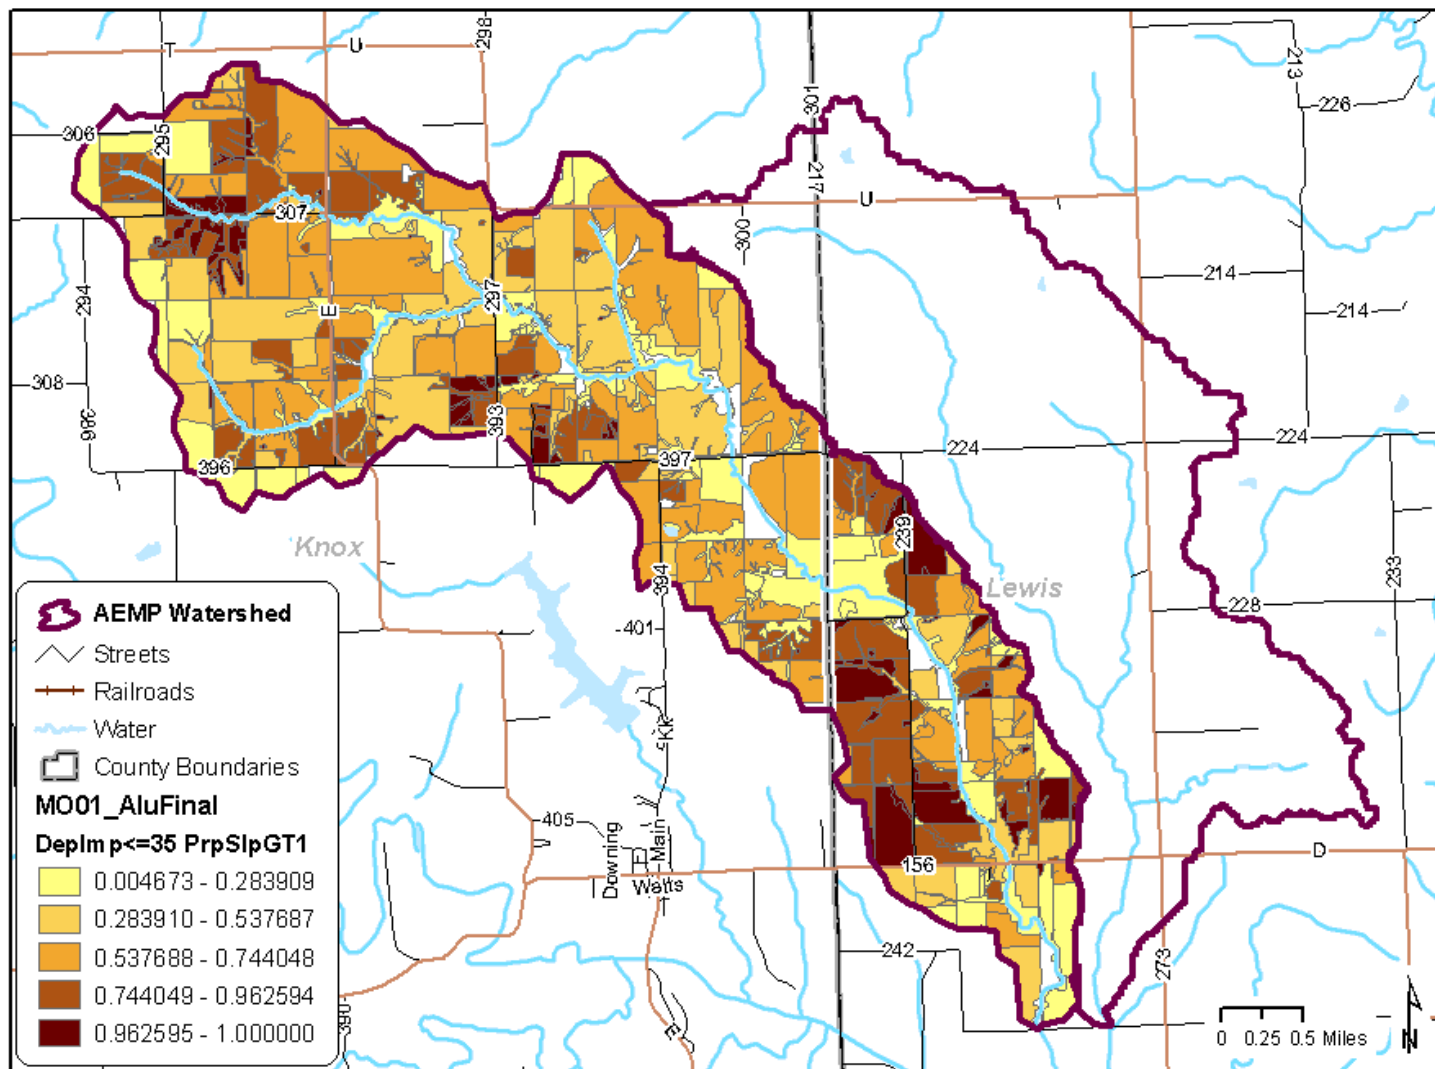 298
T
U
213
301
226
306
295
217
U
307
300
214
294
297
E
214
308
398
393
224
224
396
397
239
Knox
394
Lewis
233
228
401
AEMP Watershed
Streets
Railroads
Water
County Boundaries
MO01_AluFinal
DepImp<=35 PrpSlpGT1
0.004673 - 0.283909
0.283910 - 0.537687
0.537688 - 0.744048
0.744049 - 0.962594
0.962595 - 1.000000
KK
405
Downing
Main
Watts
156
D
242
273
390
E
0 0.25 0.5 Miles
N